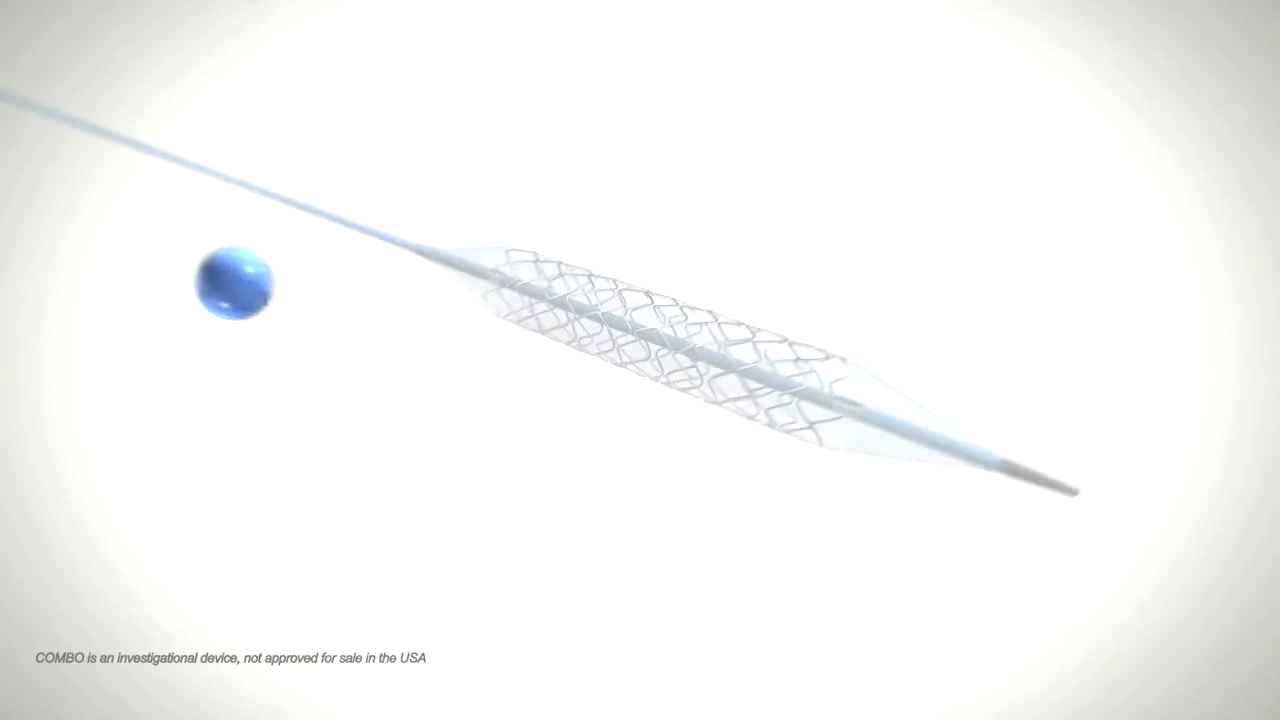 COMBO is an investigational device, not approved for sale in the USA